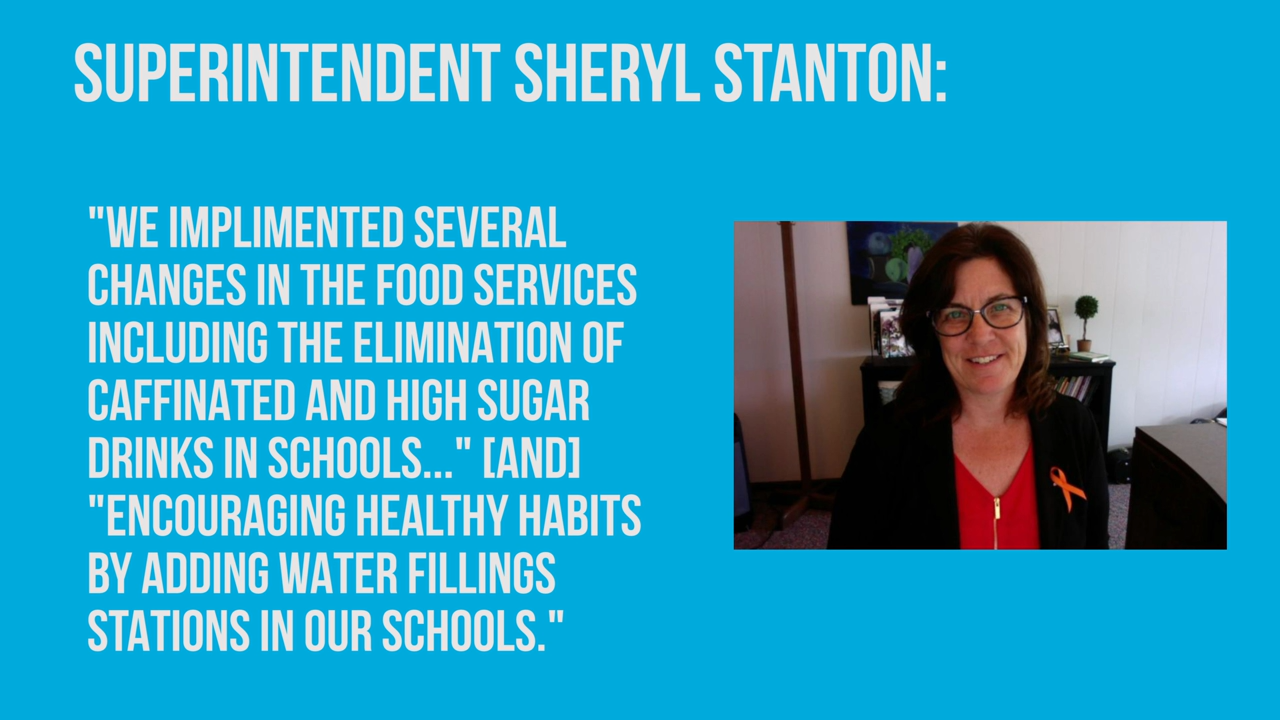 SUPERINTENDENT SHERYL STANTON:
"WE IMPLIMENTED SEVERAL
CHANGES IN THE FOOD SERVICES
INCLUDING THE ELIMINATION OF
CAFFINATED AND HIGH SUGAR
DRINKS IN SCHOOLS..." [AND]
"ENCOURAGING HEALTHY HABITS
BY ADDING WATER FILLINGS
STATIONS IN OUR SCHOOLS."